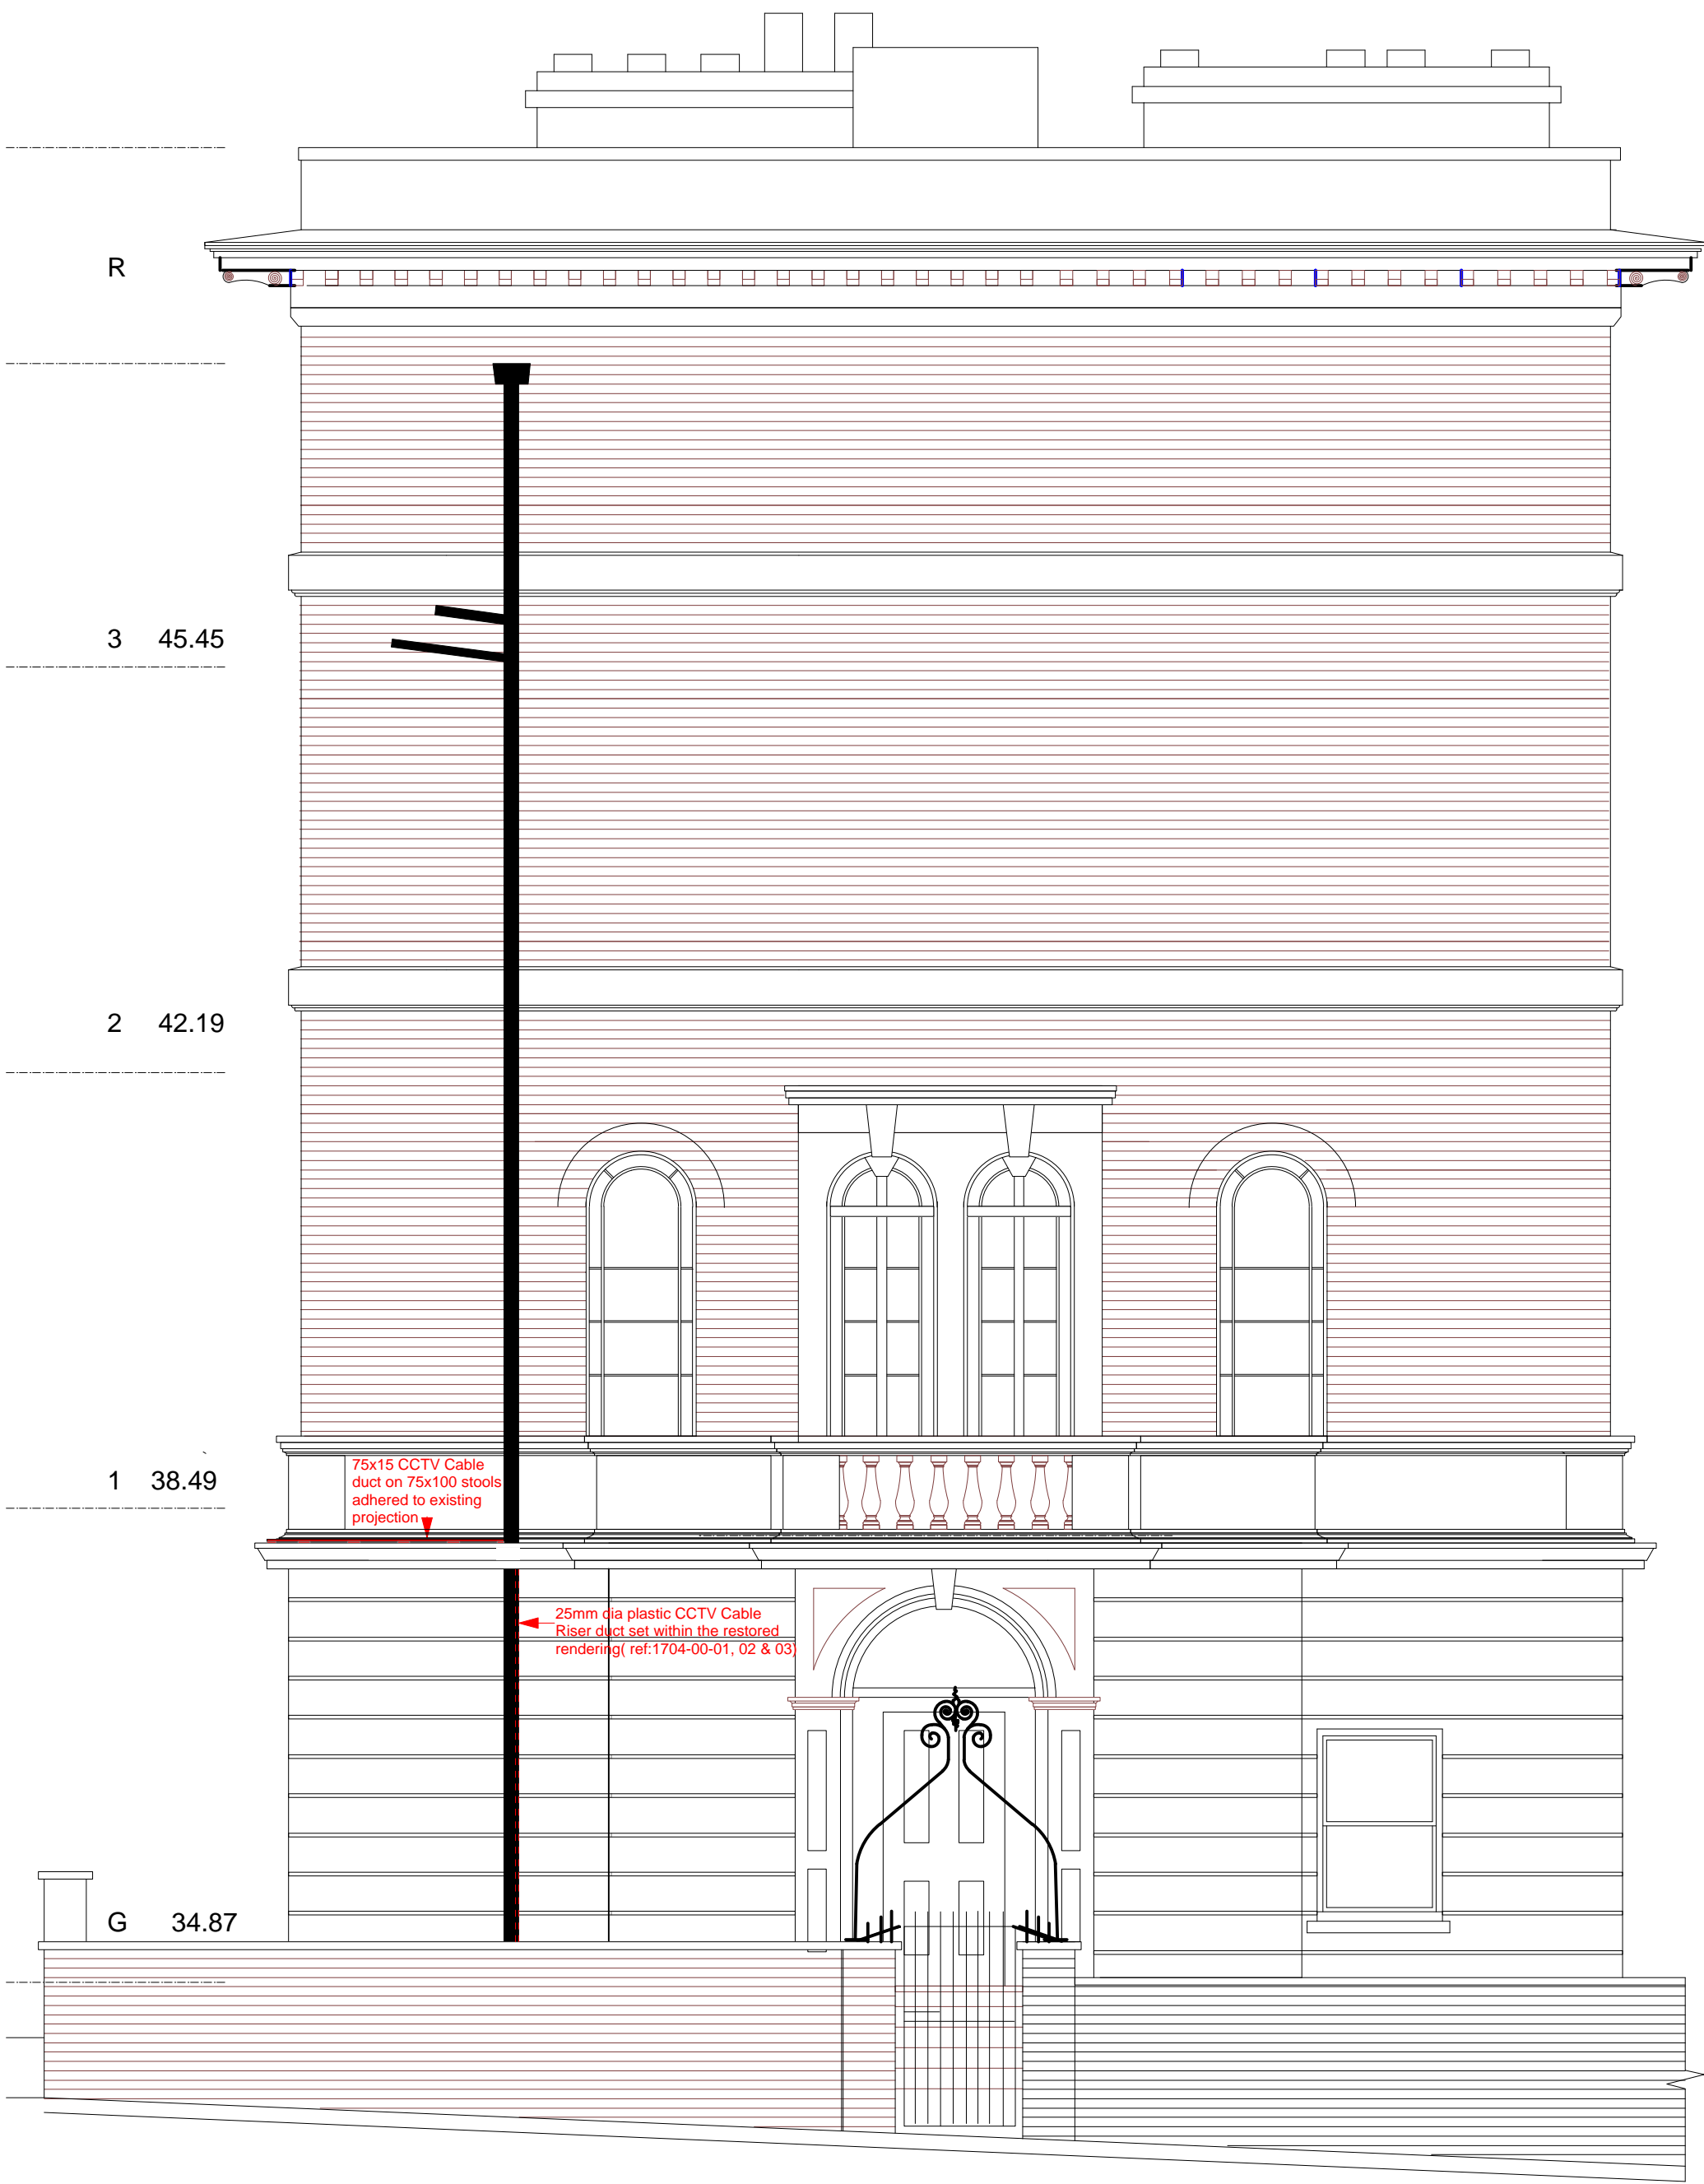 R
3 45.45
2 42.19
1 38.49
75x15 CCTV Cable
duct on 75x100 stools
adhered to existing
projection
25mm dia plastic CCTV Cable
Riser duct set within the restored
rendering( ref:1704-00-01, 02 & 03)
G 34.87